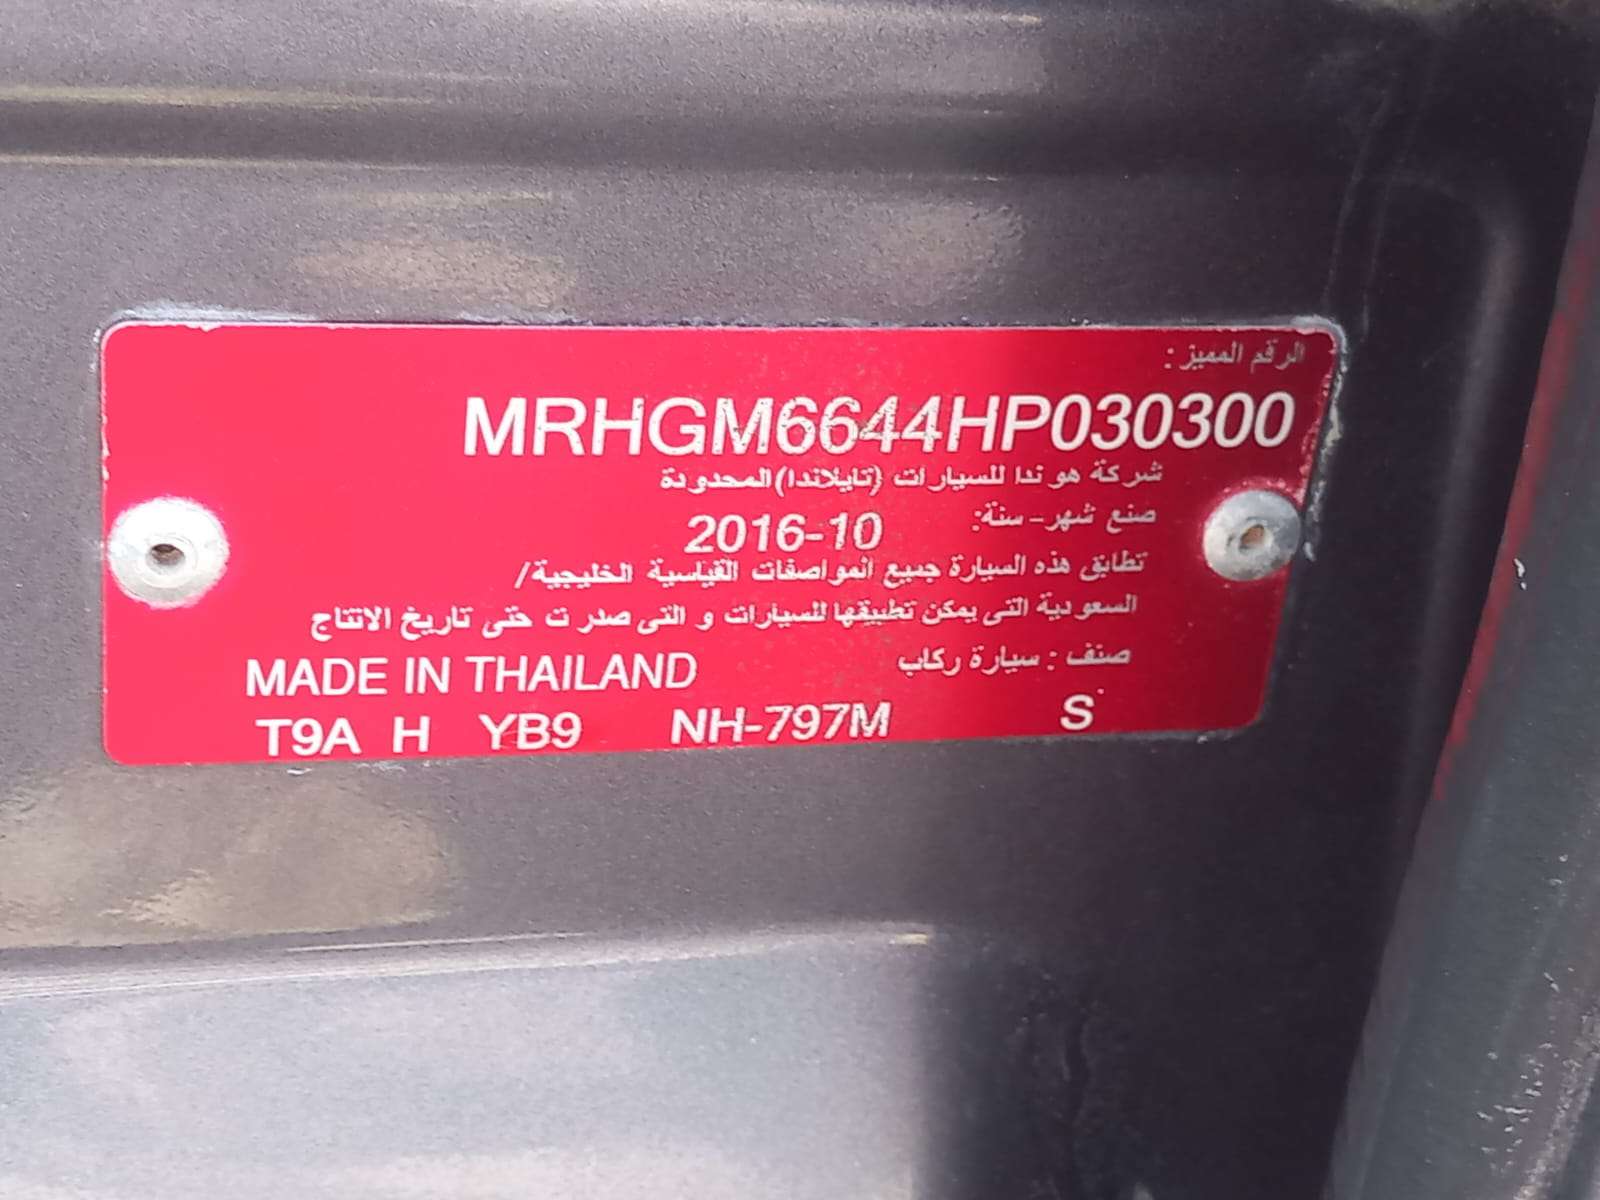 الرقم المميز :
MRHGM6644HP030300
شركة هوندا للسيارات (تايلاندا) المحدودة
صنع شهر - سنة: 2016-10
تطابق هذه السيارة جميع المواصفات القياسية الخليجية/
السعودية التى يمكن تطبيقها للسيارات و التى صدرت حتى تاريخ الانتاج
صنف : سيارة ركاب MADE IN THAILAND
T9A H YB9 NH-797M S